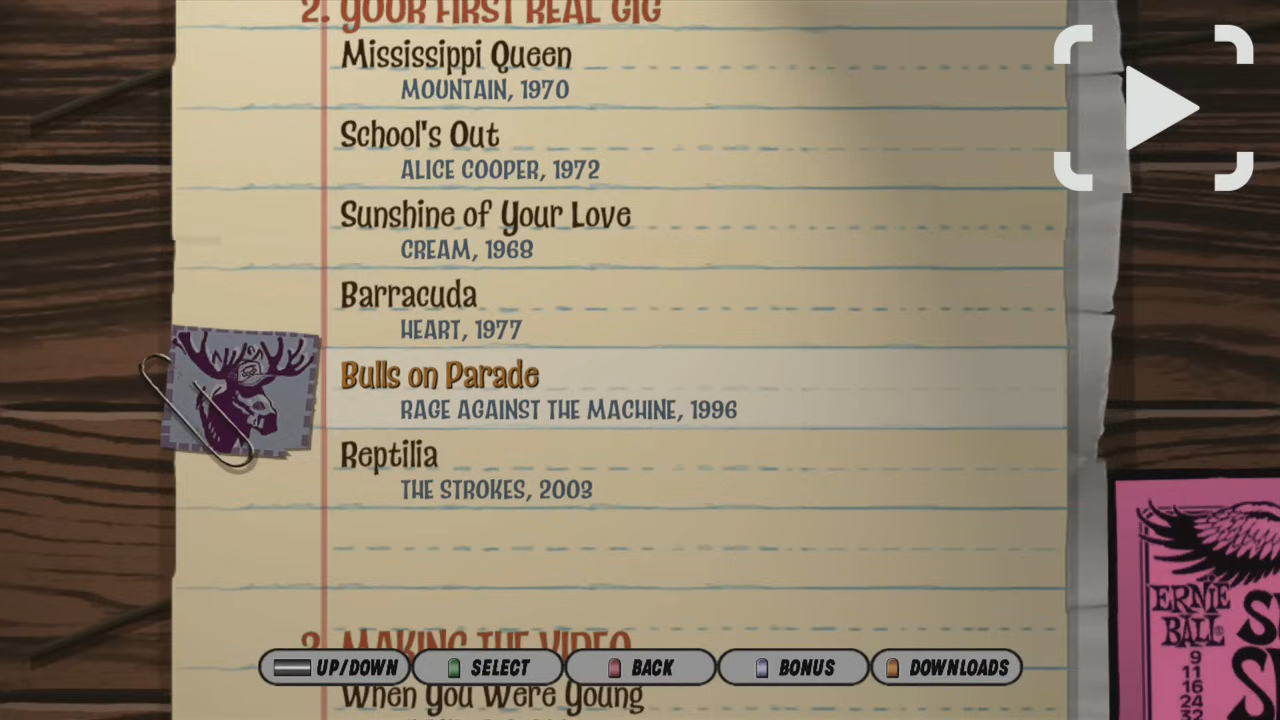 2. YOUR FIRST REAL GIG
Mississippi Queen
MOUNTAIN, 1970
School's Out
ALICE COOPER, 1972
Sunshine of Your Love
CREAM, 1968
Barracuda
HEART, 1977
Bulls on Parade
RAGE AGAINST THE MACHINE, 1996
Reptilia
THE STROKES, 2003
3. MAKING THE VIDEO
When You Were Young
UP/DOWN SELECT BACK BONUS DOWNLOADS
ERNIE
BALL
9
11
16
24
32